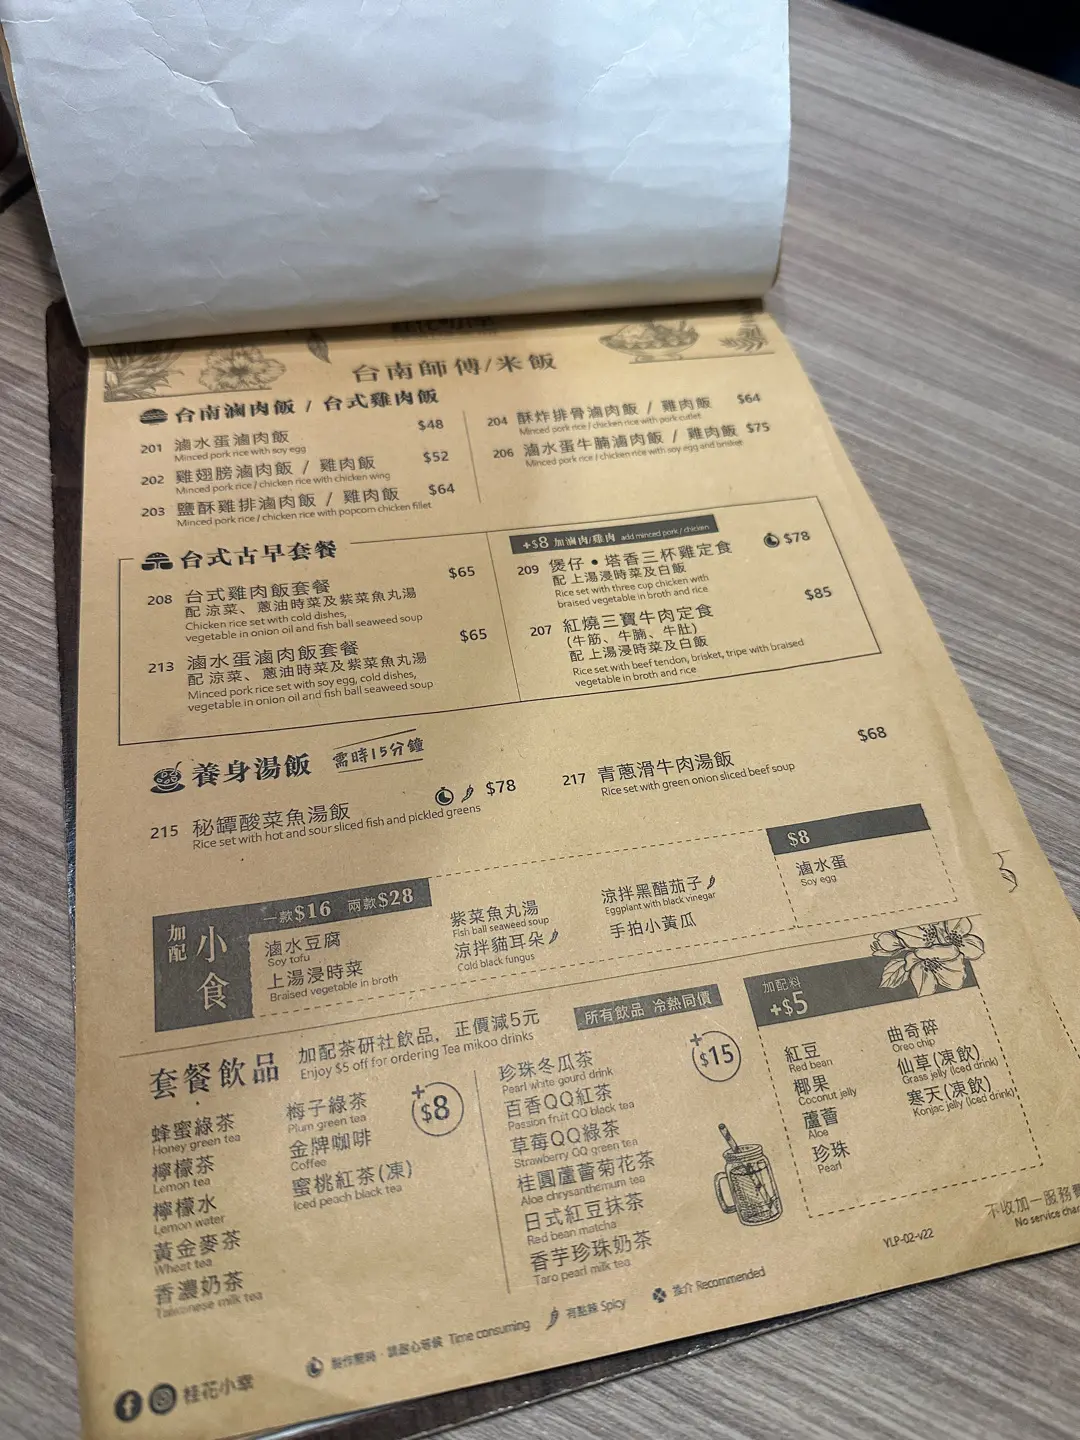 台南師傅/米飯
台南滷肉飯 / 台式雞肉飯
201 滷水蛋滷肉飯 $48
Minced pork rice with soy egg
202 雞翅膀滷肉飯 / 雞肉飯 $52
Minced pork rice / chicken rice with chicken wing
203 鹽酥雞排滷肉飯 / 雞肉飯 $64
Minced pork rice / chicken rice with popcorn chicken fillet
204 酥炸排骨滷肉飯 / 雞肉飯 $64
Minced pork rice / chicken rice with pork cutlet
206 滷水蛋牛腩滷肉飯 / 雞肉飯 $75
Minced pork rice / chicken rice with soy egg and brisket
台式古早套餐
208 台式雞肉飯套餐 $65
配 涼菜、蔥油時菜及紫菜魚丸湯
Chicken rice set with cold dishes,
vegetable in onion oil and fish ball seaweed soup
213 滷水蛋滷肉飯套餐 $65
配 涼菜、蔥油時菜及紫菜魚丸湯
Minced pork rice set with soy egg, cold dishes,
vegetable in onion oil and fish ball seaweed soup
+$8 加滷肉/雞肉 add minced pork / chicken
209 煲仔 • 塔香三杯雞定食 $78
配 上湯浸時菜及白飯
Rice set with three cup chicken with
braised vegetable in broth and rice
207 紅燒三寶牛肉定食 $85
(牛筋、牛腩、牛肚)
配 上湯浸時菜及白飯
Rice set with beef tendon, brisket, tripe with braised
vegetable in broth and rice
養身湯飯 需時15分鐘
215 秘罈酸菜魚湯飯 $78
Rice set with hot and sour sliced fish and pickled greens
217 青蔥滑牛肉湯飯 $68
Rice set with green onion sliced beef soup
加配 小食
一款$16 兩款$28
滷水豆腐
Soy tofu
上湯浸時菜
Braised vegetable in broth
紫菜魚丸湯
Fish ball seaweed soup
涼拌貓耳朵
Cold black fungus
涼拌黑醋茄子
Eggplant with black vinegar
手拍小黃瓜
$8
滷水蛋
Soy egg
套餐飲品
加配茶研社飲品，正價減5元
Enjoy $5 off for ordering Tea mikoo drinks
所有飲品 冷熱同價
+$8
蜂蜜綠茶
Honey green tea
檸檬茶
Lemon tea
檸檬水
Lemon water
黃金麥茶
Wheat tea
香濃奶茶
Taiwanese milk tea
梅子綠茶
Plum green tea
金牌咖啡
Coffee
蜜桃紅茶(凍)
Iced peach black tea
+$15
珍珠冬瓜茶
Pearl white gourd drink
百香QQ紅茶
Passion fruit QQ black tea
草莓QQ綠茶
Strawberry QQ green tea
桂圓蘆薈菊花茶
Aloe chrysanthemum tea
日式紅豆抹茶
Red bean matcha
香芋珍珠奶茶
Taro pearl milk tea
加配料
+$5
紅豆
Red bean
椰果
Coconut jelly
蘆薈
Aloe
珍珠
Pearl
曲奇碎
Oreo chip
仙草(凍飲)
Grass jelly (Iced drink)
寒天(凍飲)
Konjac jelly (Iced drink)
不收加一服務
No service
YLP-02-v22
製作需時，請耐心等候 Time consuming
有點辣 Spicy
推介 Recommended
桂花小幸